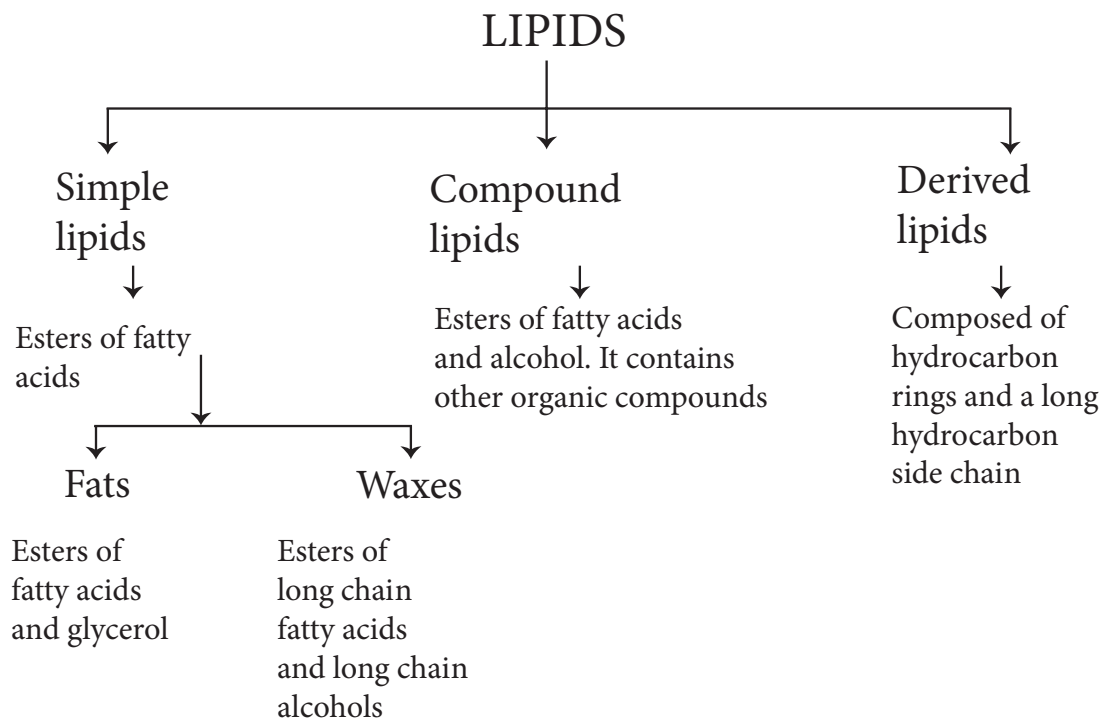 LIPIDS
Simple
lipids
Esters of fatty
acids
Fats
Esters of
fatty acids
and glycerol
Waxes
Esters of
long chain
fatty acids
and long chain
alcohols
Compound
lipids
Esters of fatty acids
and alcohol. It contains
other organic compounds
Derived
lipids
Composed of
hydrocarbon
rings and a long
hydrocarbon
side chain